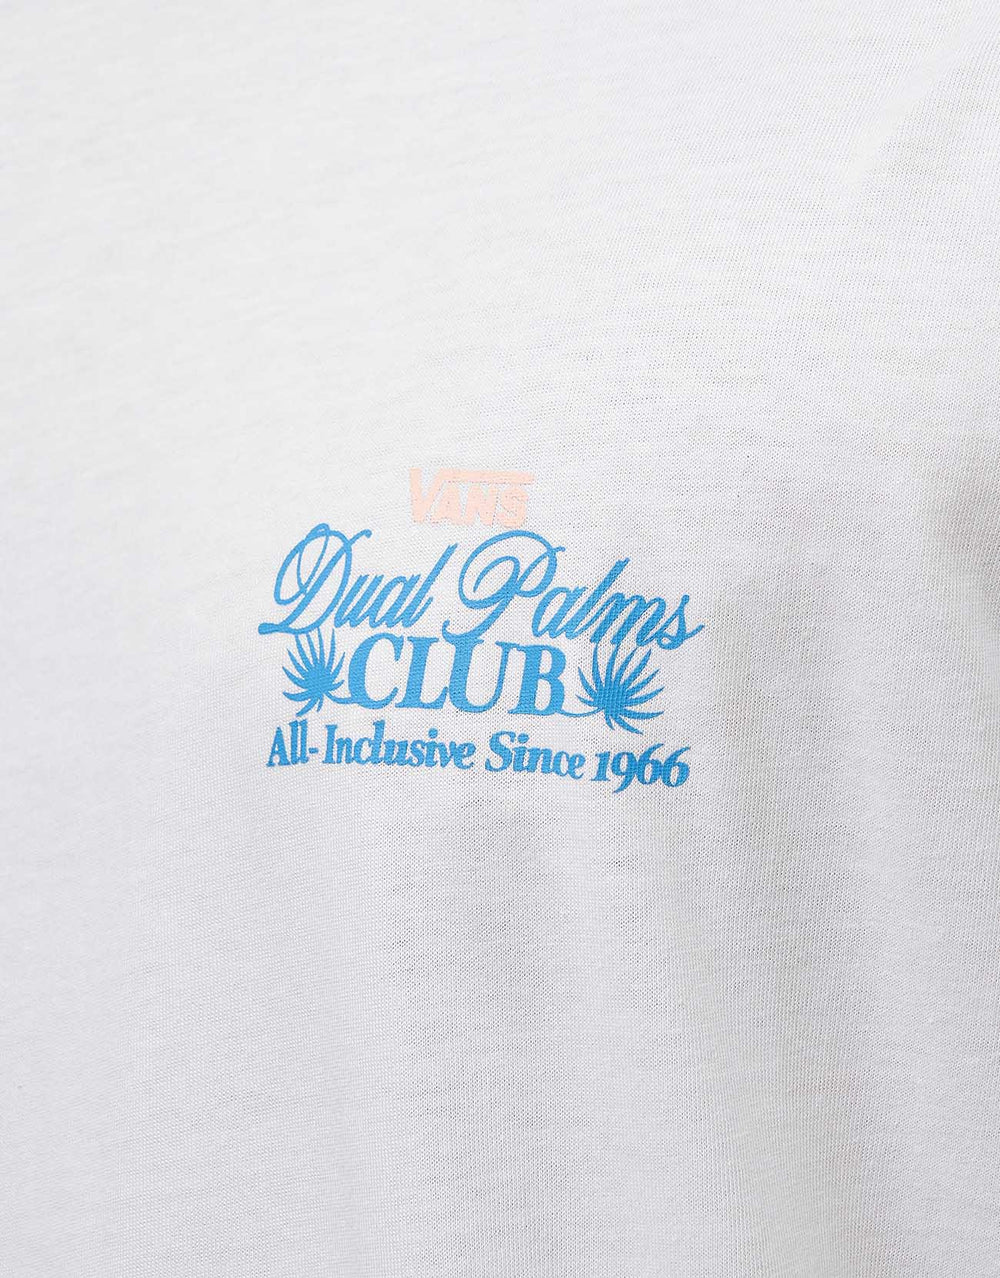 VANS
Dual Palms
CLUB
All-Inclusive Since 1966